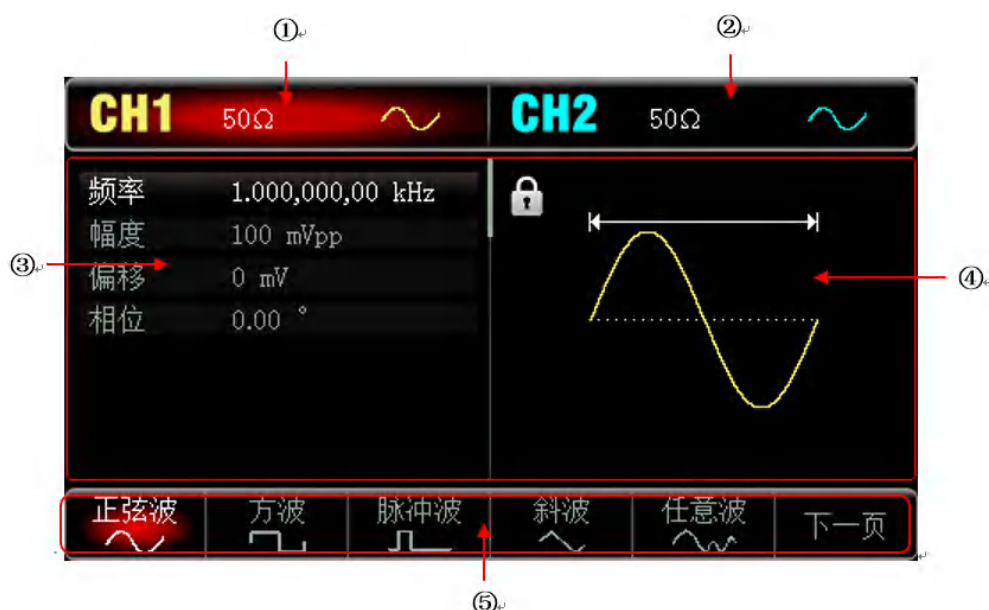 ① ②
CH1 50Ω CH2 50Ω
频率 1.000,000,00 kHz
幅度 100 mVpp
③ ④
偏移 0 mV
相位 0.00 °
正弦波 方波 脉冲波 斜波 任意波 下一页
⑤